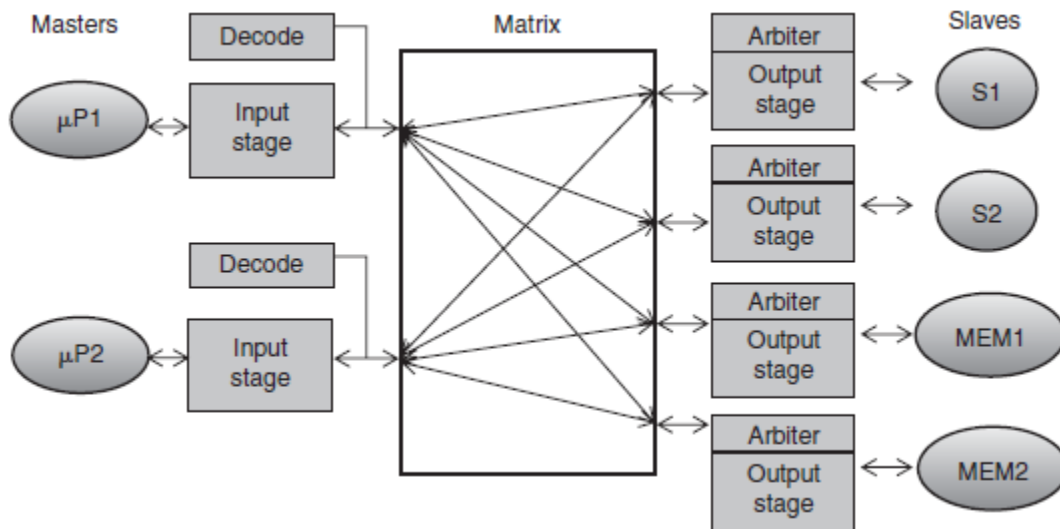 Masters
Decode
Matrix
Arbiter
Slaves
μP1
Input
stage
Output
stage
S1
Arbiter
Output
stage
S2
Decode
μP2
Input
stage
Arbiter
Output
stage
MEM1
Arbiter
Output
stage
MEM2